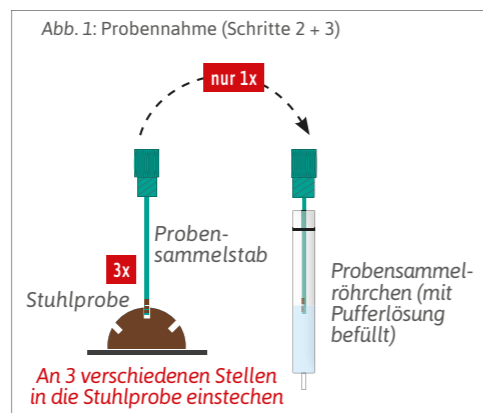 Abb. 1: Probennahme (Schritte 2 + 3)
nur 1x
Proben-
sammelstab
3x
Stuhlprobe
Probensammel-
röhrchen (mit
Pufferlösung
befüllt)
An 3 verschiedenen Stellen
in die Stuhlprobe einstechen